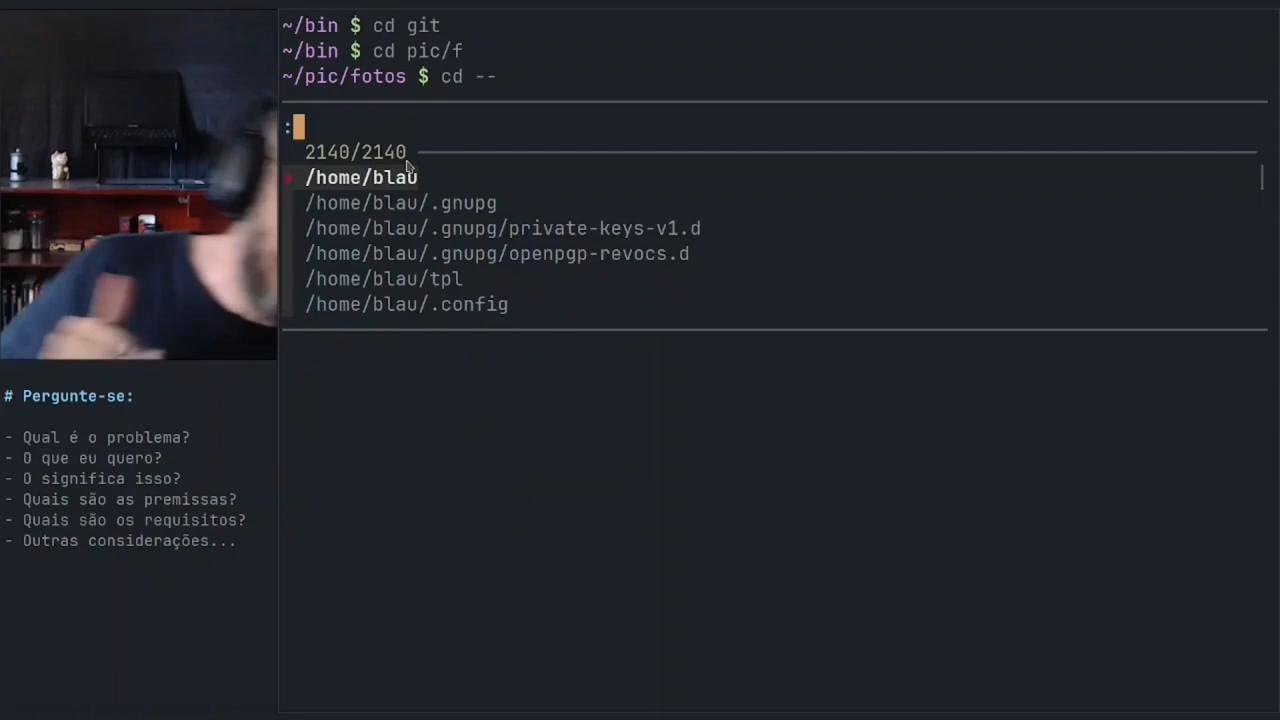 ~/bin $ cd git
~/bin $ cd pic/f
~/pic/fotos $ cd --
:
2140/2140
/home/blau
/home/blau/.gnupg
/home/blau/.gnupg/private-keys-v1.d
/home/blau/.gnupg/openpgp-revocs.d
/home/blau/tpl
/home/blau/.config
# Pergunte-se:
- Qual é o problema?
- O que eu quero?
- O significa isso?
- Quais são as premissas?
- Quais são os requisitos?
- Outras considerações...